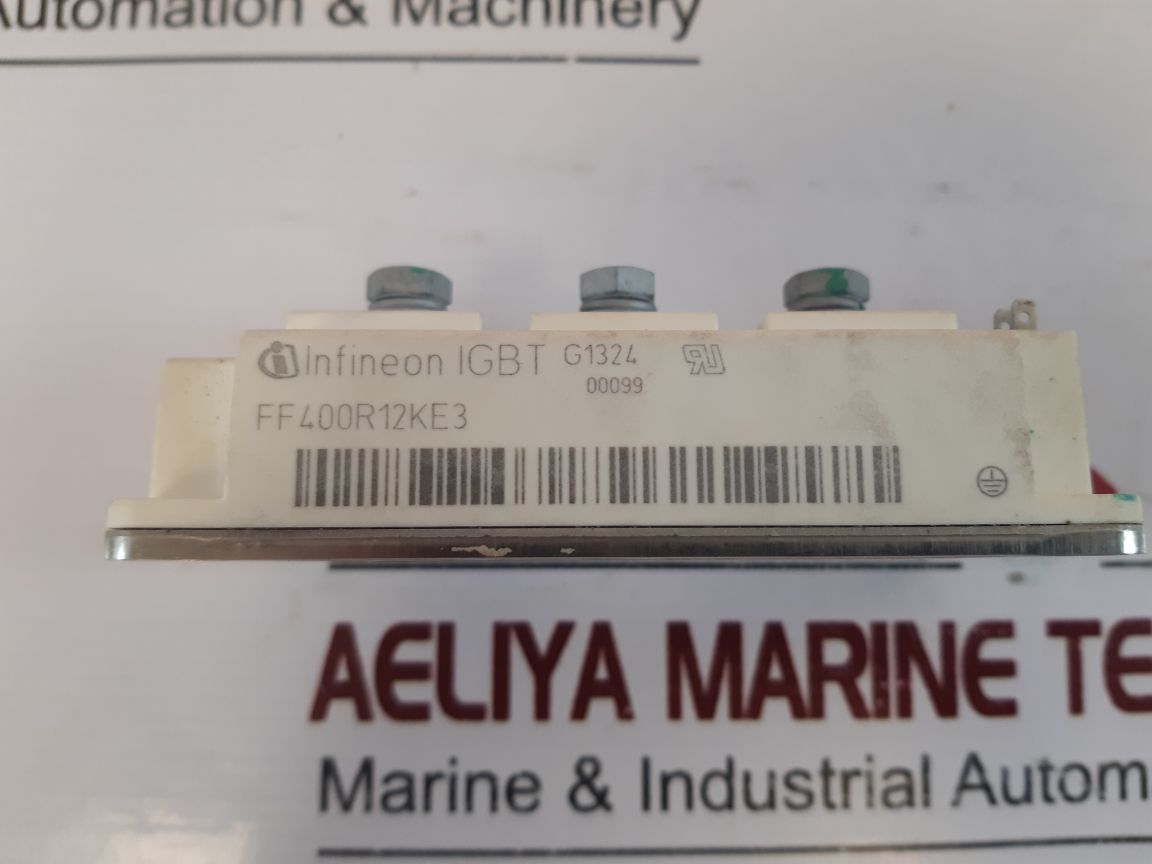 Automation & Machinery
Infineon IGBT G1324
00099
FF400R12KE3
AELIYA MARINE TE
Marine & Industrial Autom